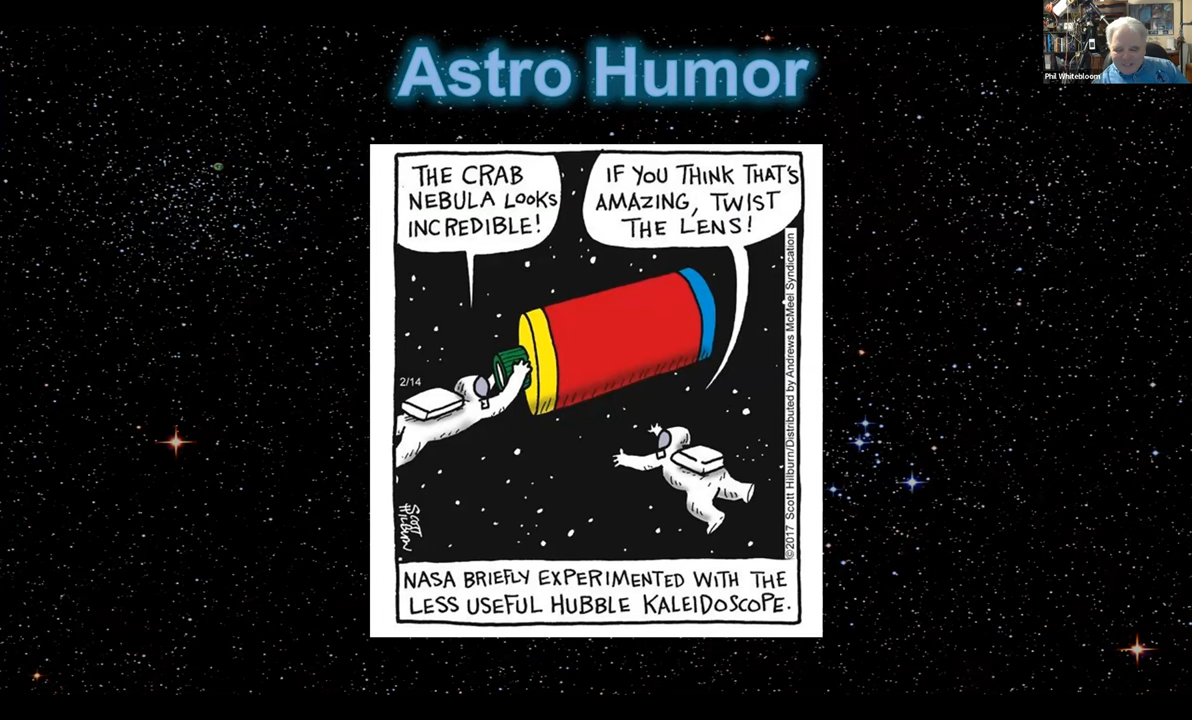 Astro Humor
Phil Whitebloom
THE CRAB
NEBULA LOOKS
INCREDIBLE!
IF YOU THINK THAT'S
AMAZING, TWIST
THE LENS!
2/14
SCOTT
HILBURN
©2017 Scott Hilburn/Distributed by Andrews McMeel Syndication
NASA BRIEFLY EXPERIMENTED WITH THE
LESS USEFUL HUBBLE KALEIDOSCOPE.